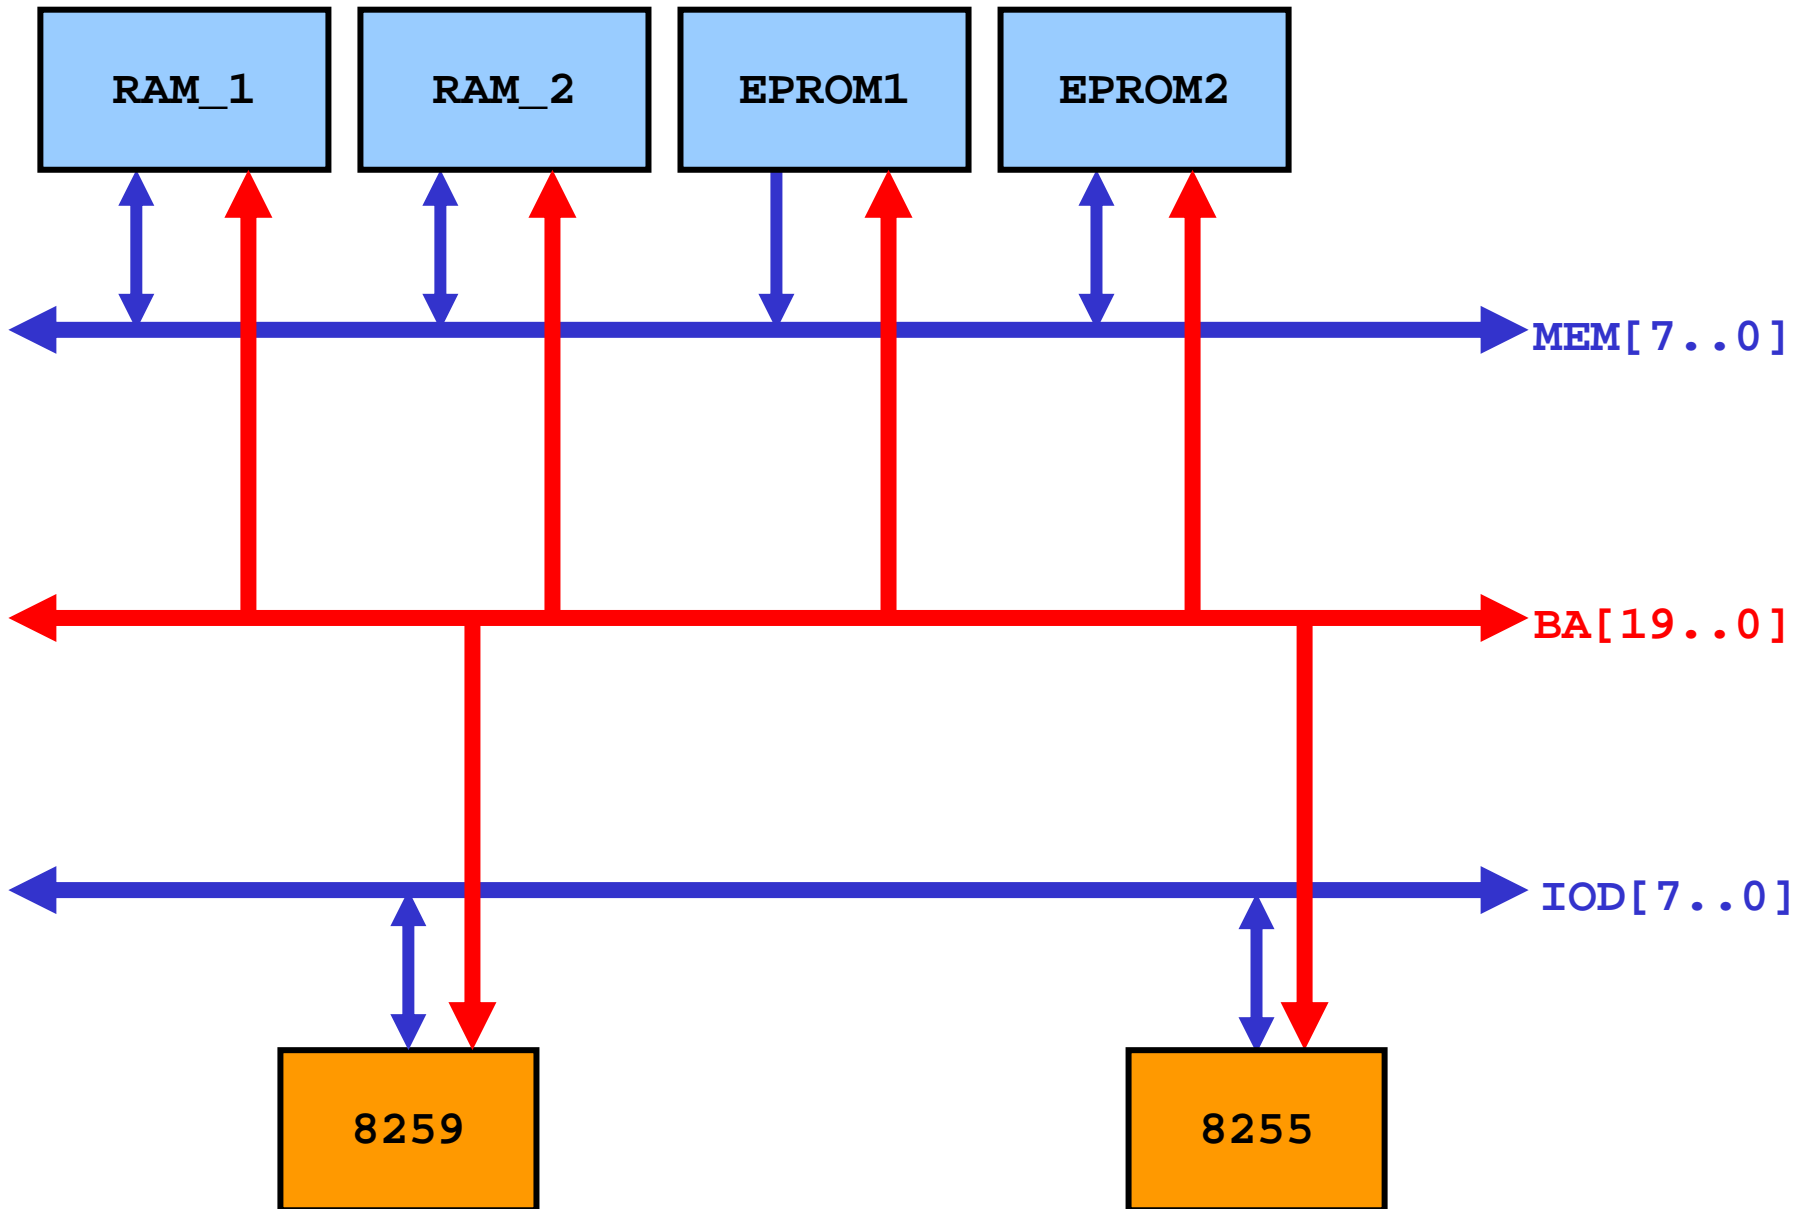 RAM_1
RAM_2
EPROM1
EPROM2
MEM[7..0]
BA[19..0]
IOD[7..0]
8259
8255